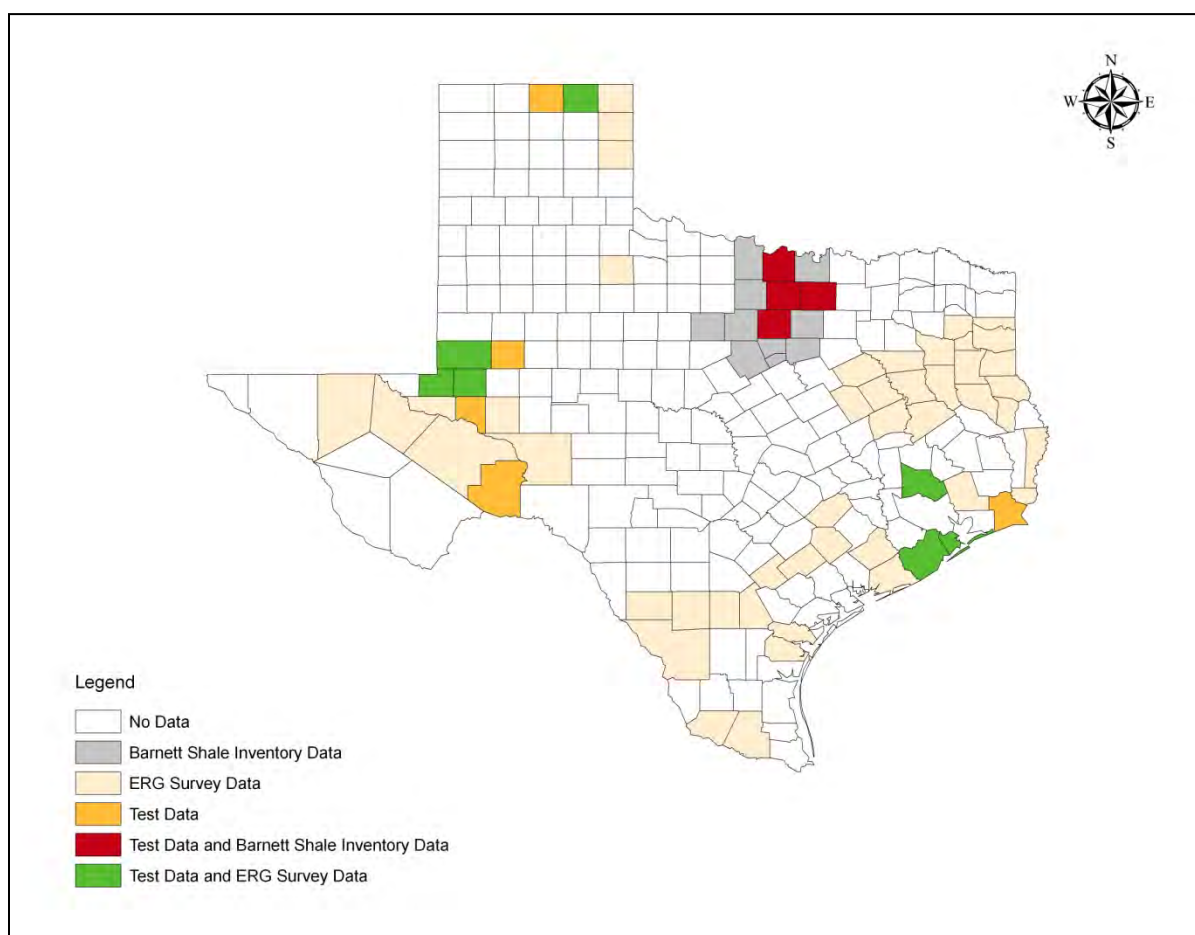 N
W E
S
Legend
No Data
Barnett Shale Inventory Data
ERG Survey Data
Test Data
Test Data and Barnett Shale Inventory Data
Test Data and ERG Survey Data